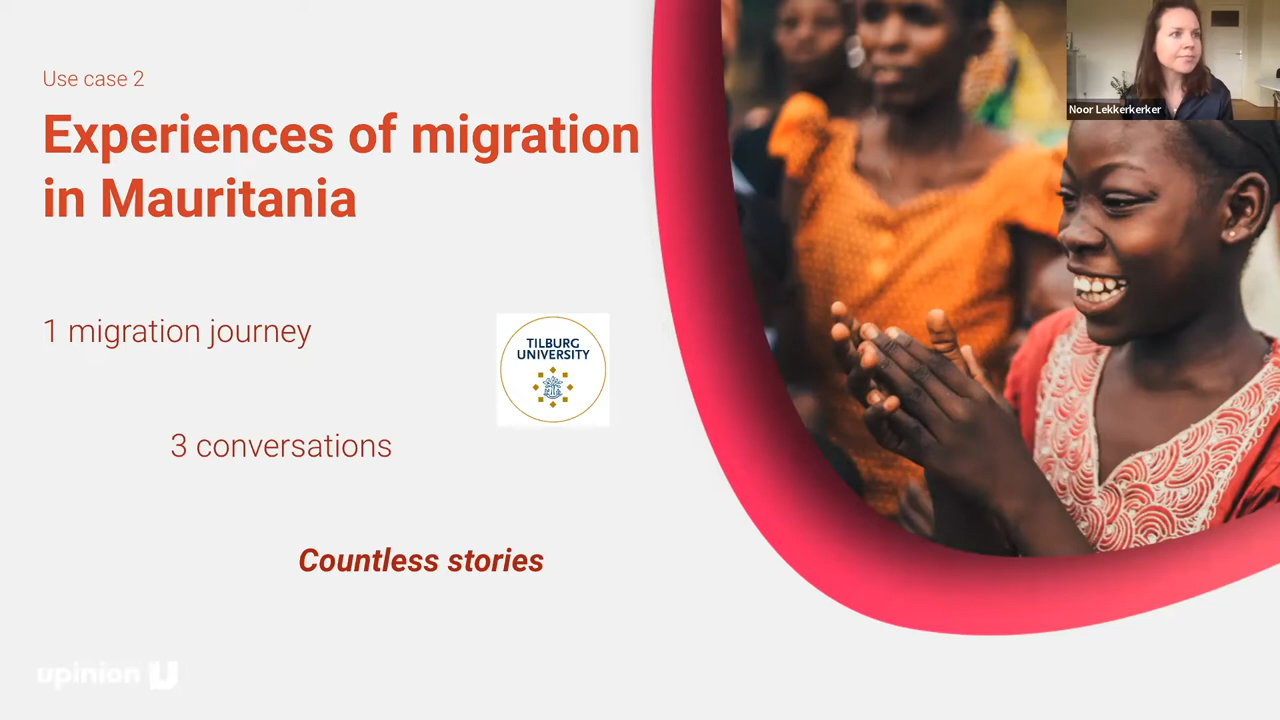 Use case 2
Experiences of migration
in Mauritania
1 migration journey
TILBURG
UNIVERSITY
3 conversations
Countless stories
upinion U
Noor Lekkerkerker